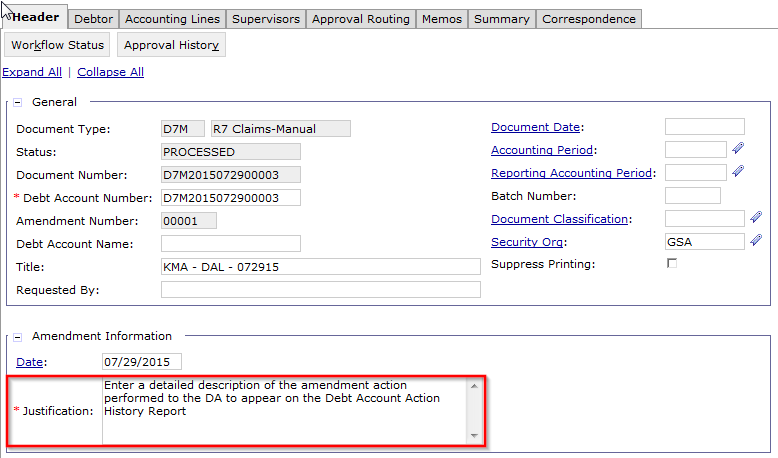 Header Debtor Accounting Lines Supervisors Approval Routing Memos Summary Correspondence
Workflow Status Approval History
Expand All | Collapse All
General
Document Type: D7M R7 Claims-Manual
Status: PROCESSED
Document Number: D7M2015072900003
* Debt Account Number: D7M2015072900003
Amendment Number: 00001
Debt Account Name:
Title: KMA - DAL - 072915
Requested By:
Document Date:
Accounting Period:
Reporting Accounting Period:
Batch Number:
Document Classification:
Security Org: GSA
Suppress Printing:
Amendment Information
Date: 07/29/2015
* Justification:
Enter a detailed description of the amendment action
performed to the DA to appear on the Debt Account Action
History Report